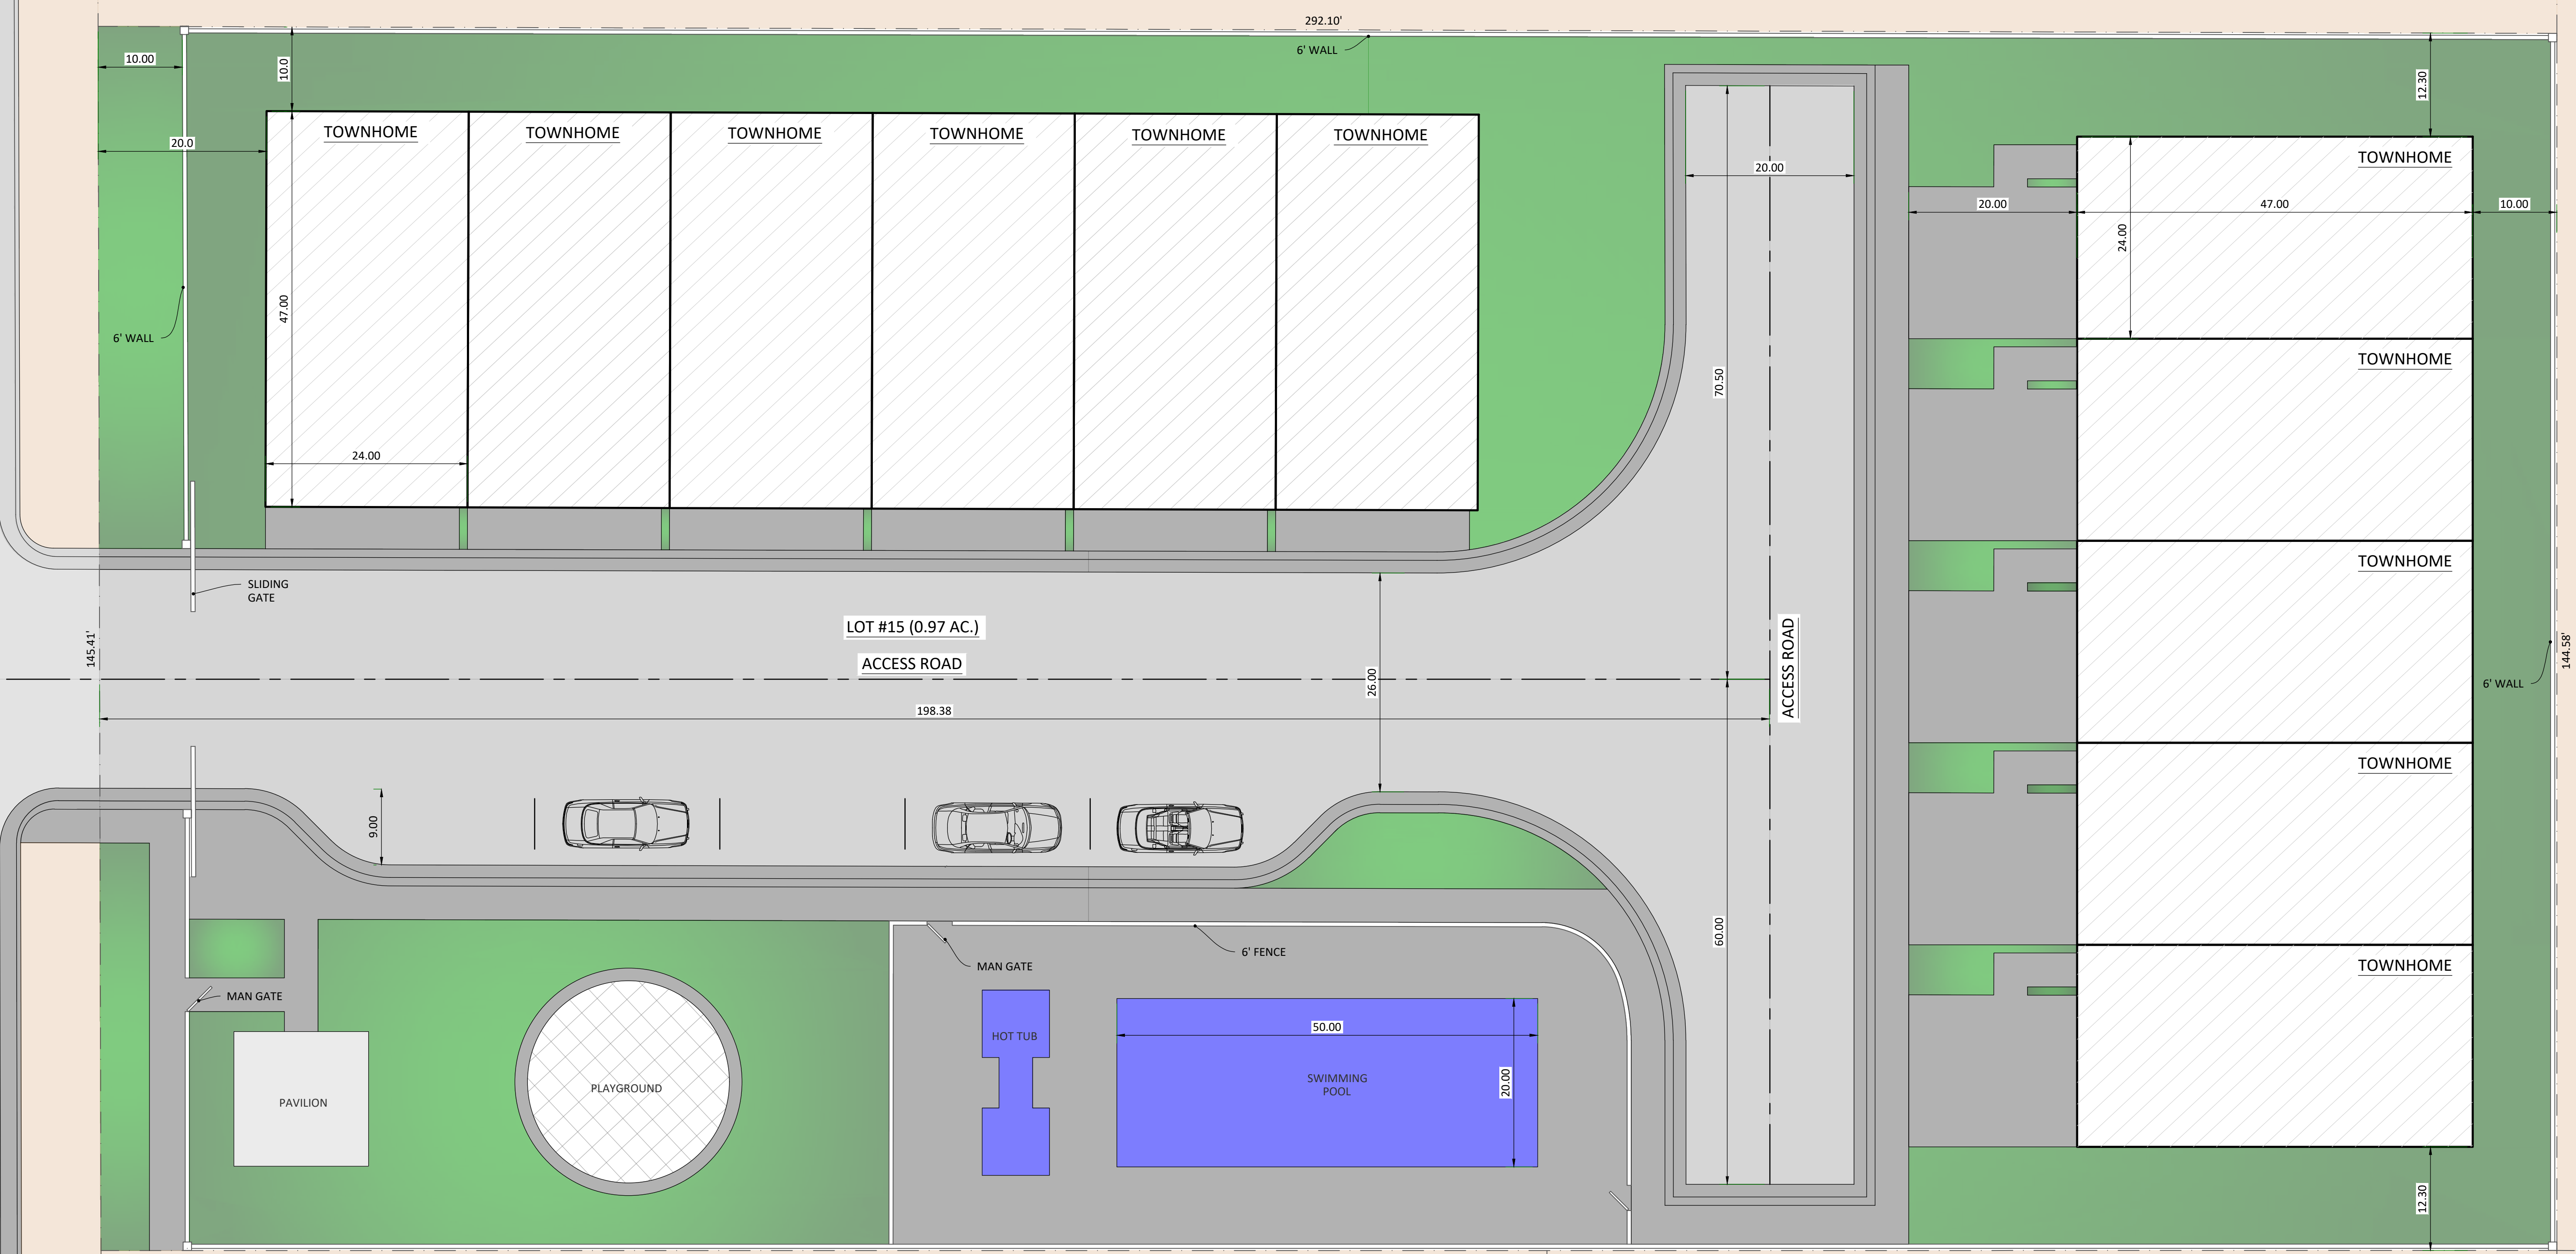 292.10'
6' WALL
10.00
10.0
12.30
TOWNHOME
TOWNHOME
TOWNHOME
TOWNHOME
TOWNHOME
TOWNHOME
20.0
20.00
TOWNHOME
20.00
47.00
10.00
24.00
47.00
6' WALL
24.00
TOWNHOME
70.50
TOWNHOME
SLIDING
GATE
LOT #15 (0.97 AC.)
ACCESS ROAD
145.41'
26.00
ACCESS ROAD
144.58'
6' WALL
198.38
TOWNHOME
9.00
60.00
6' FENCE
MAN GATE
TOWNHOME
MAN GATE
HOT TUB
50.00
PAVILION
PLAYGROUND
SWIMMING
POOL
20.00
12.30